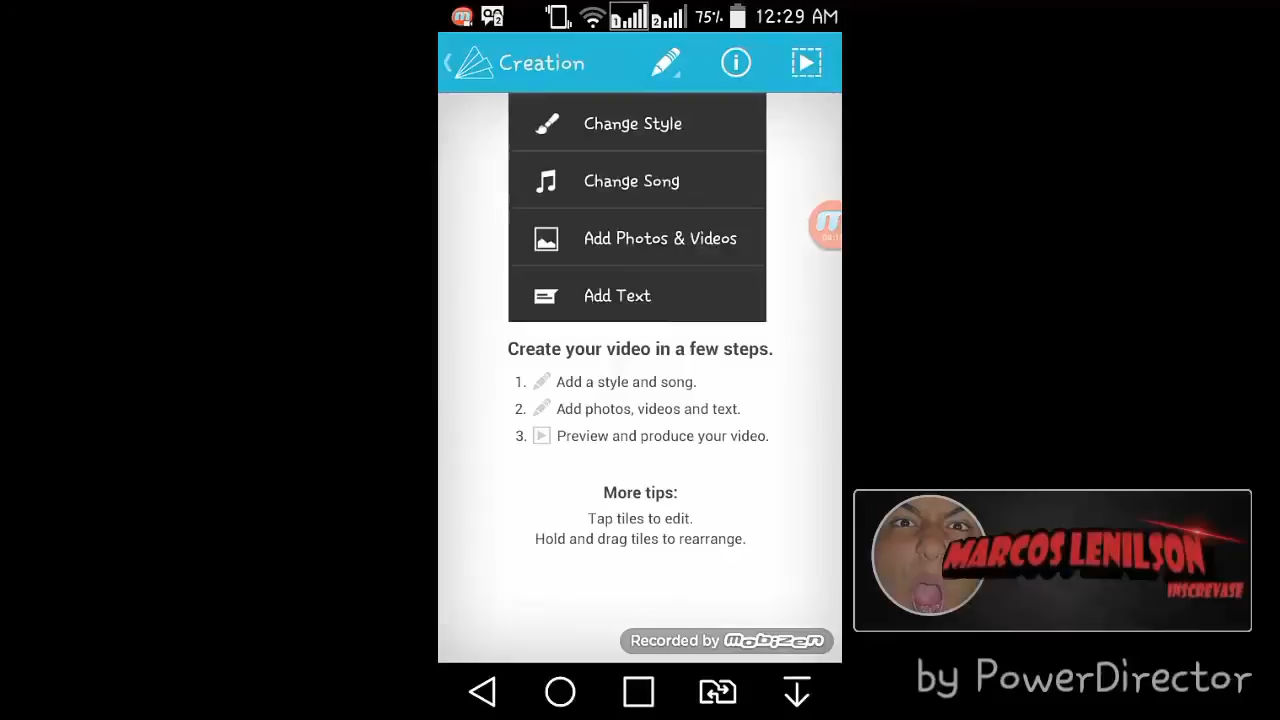 75% 12:29 AM
Creation
Change Style
Change Song
Add Photos & Videos
Add Text
Create your video in a few steps.
1. Add a style and song.
2. Add photos, videos and text.
3. Preview and produce your video.
More tips:
Tap tiles to edit.
Hold and drag tiles to rearrange.
Recorded by mobizen
MARCOS LENILSON
INSCREVASE
by PowerDirector